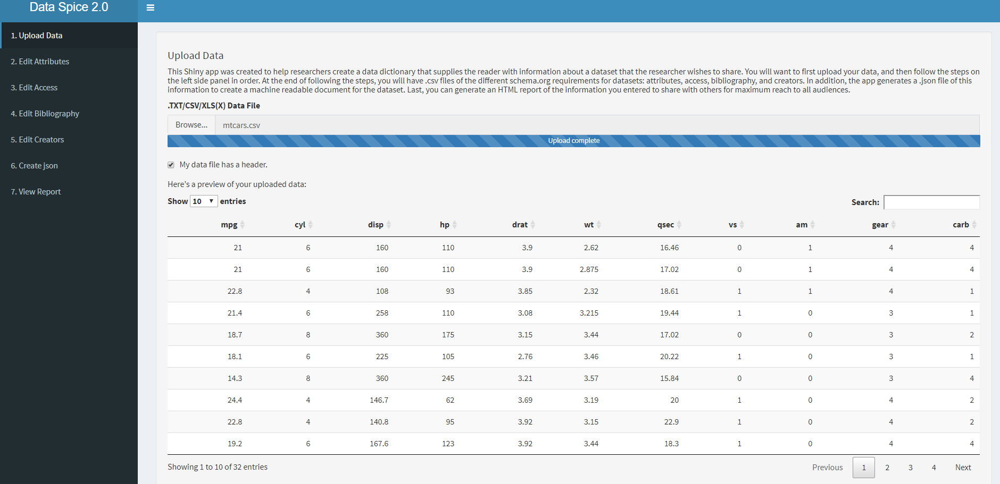 Data Spice 2.0
1. Upload Data
2. Edit Attributes
3. Edit Access
4. Edit Bibliography
5. Edit Creators
6. Create json
7. View Report
Upload Data
This Shiny app was created to help researchers create a data dictionary that supplies the reader with information about a dataset that the researcher wishes to share. You will want to first upload your data, and then follow the steps on
the left side panel in order. At the end of following the steps, you will have .csv files of the different schema.org requirements for datasets: attributes, access, bibliography, and creators. In addition, the app generates a .json file of this
information to create a machine readable document for the dataset. Last, you can generate an HTML report of the information you entered to share with others for maximum reach to all audiences.
.TXT/CSV/XLS(X) Data File
Browse... mtcars.csv
Upload complete
My data file has a header.
Here's a preview of your uploaded data:
Show 10 entries Search:
mpg cyl disp hp drat wt qsec vs am gear carb
21 6 160 110 3.9 2.62 16.46 0 1 4 4
21 6 160 110 3.9 2.875 17.02 0 1 4 4
22.8 4 108 93 3.85 2.32 18.61 1 1 4 1
21.4 6 258 110 3.08 3.215 19.44 1 0 3 1
18.7 8 360 175 3.15 3.44 17.02 0 0 3 2
18.1 6 225 105 2.76 3.46 20.22 1 0 3 1
14.3 8 360 245 3.21 3.57 15.84 0 0 3 4
24.4 4 146.7 62 3.69 3.19 20 1 0 4 2
22.8 4 140.8 95 3.92 3.15 22.9 1 0 4 2
19.2 6 167.6 123 3.92 3.44 18.3 1 0 4 4
Showing 1 to 10 of 32 entries Previous 1 2 3 4 Next